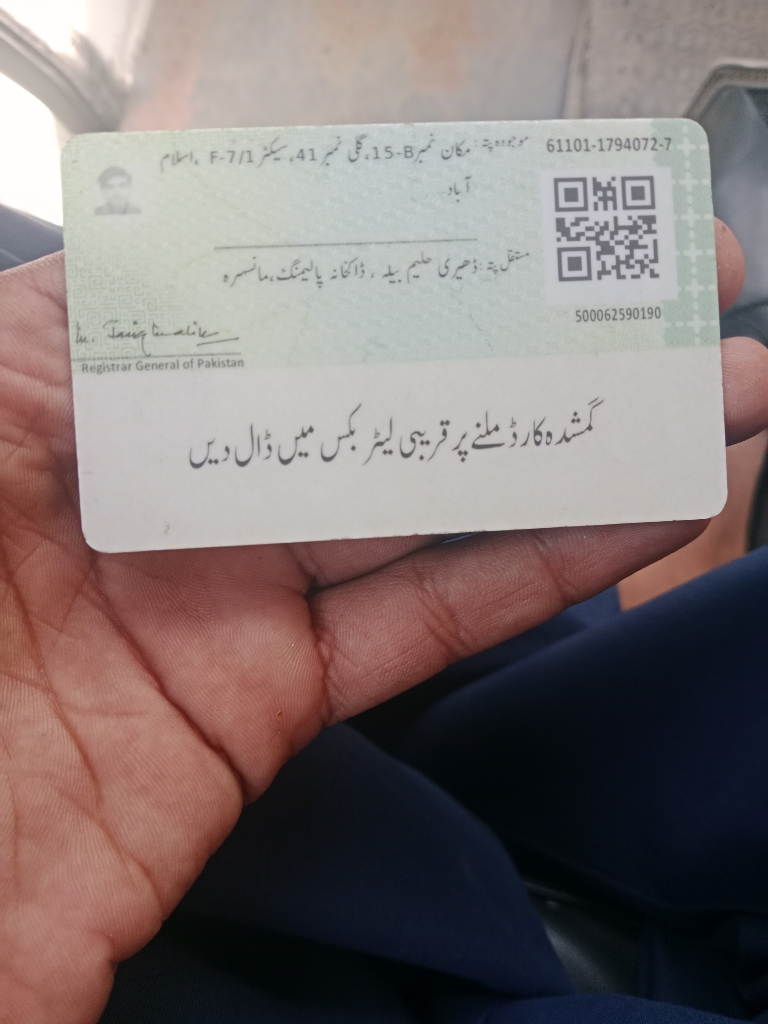 61101-1794072-7
موجودہ پتہ: مکان نمبر 15-B، گلی نمبر 41، سیکٹر F-7/1، اسلام
آباد
مستقل پتہ: ڈھیری حلیم بیلہ، ڈاکخانہ پالیمنگ، مانسہرہ
500062590190
Registrar General of Pakistan
گمشدہ کارڈ ملنے پر قریبی لیٹر بکس میں ڈال دیں